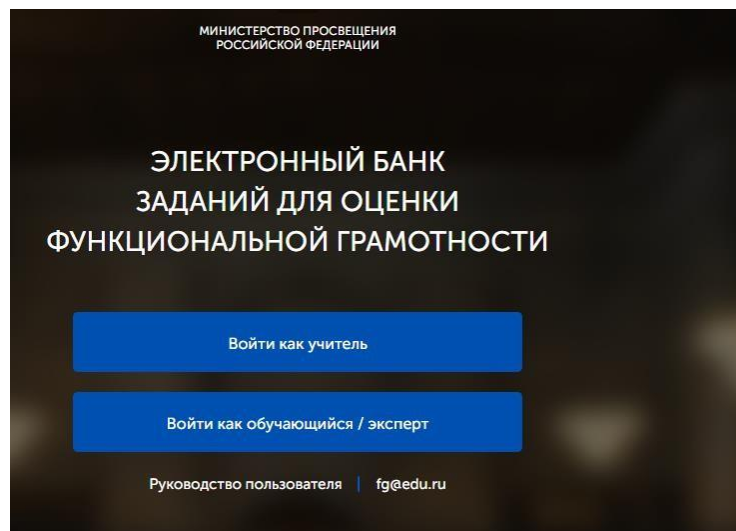 МИНИСТЕРСТВО ПРОСВЕЩЕНИЯ
РОССИЙСКОЙ ФЕДЕРАЦИИ
ЭЛЕКТРОННЫЙ БАНК
ЗАДАНИЙ ДЛЯ ОЦЕНКИ
ФУНКЦИОНАЛЬНОЙ ГРАМОТНОСТИ
Войти как учитель
Войти как обучающийся / эксперт
Руководство пользователя | fg@edu.ru